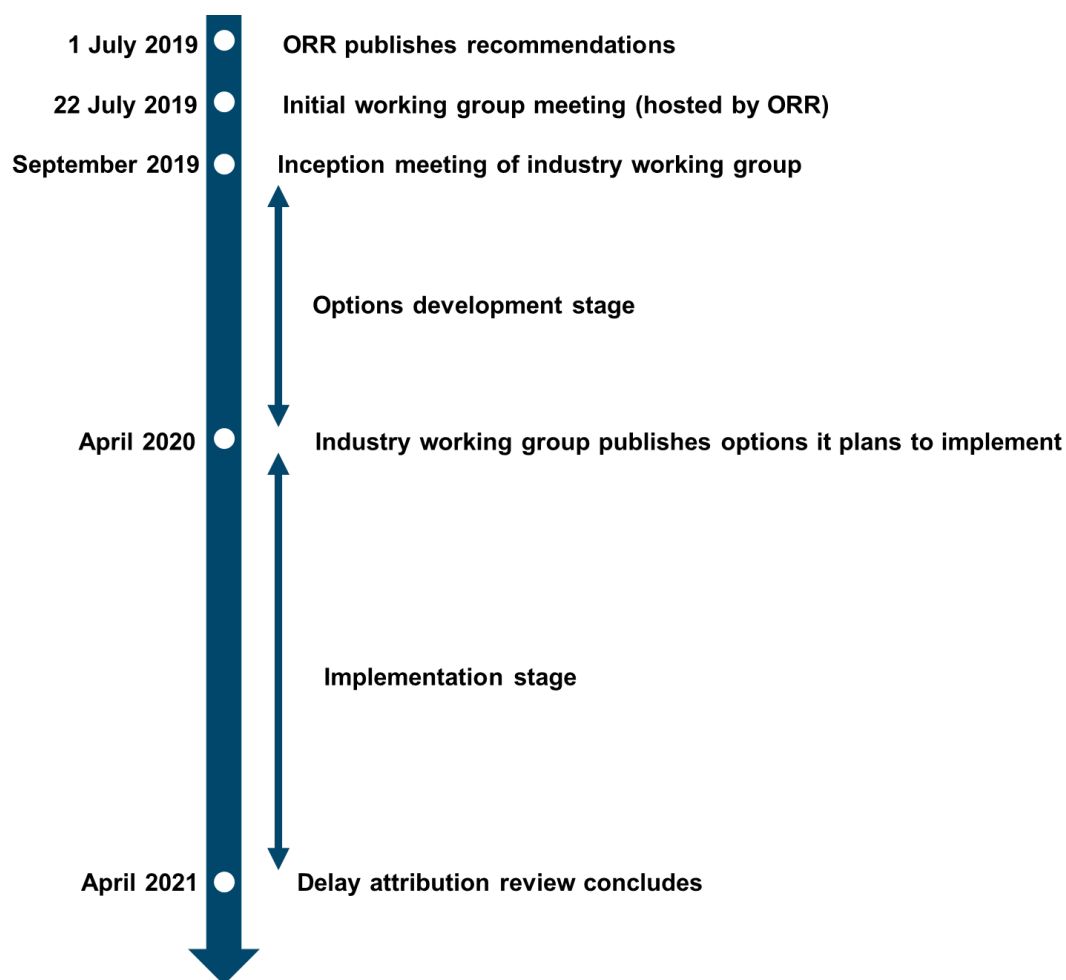 1 July 2019 ORR publishes recommendations
22 July 2019 Initial working group meeting (hosted by ORR)
September 2019 Inception meeting of industry working group
Options development stage
April 2020 Industry working group publishes options it plans to implement
Implementation stage
April 2021 Delay attribution review concludes